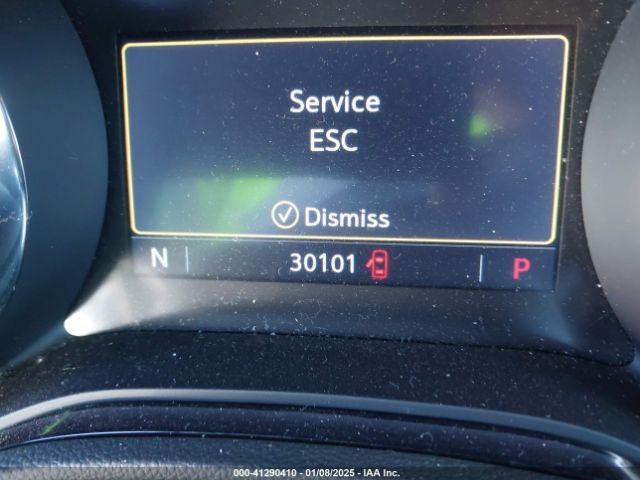 Service
ESC
Dismiss
N 30101 P
000-41290410 - 01/08/2025 - IAA Inc.